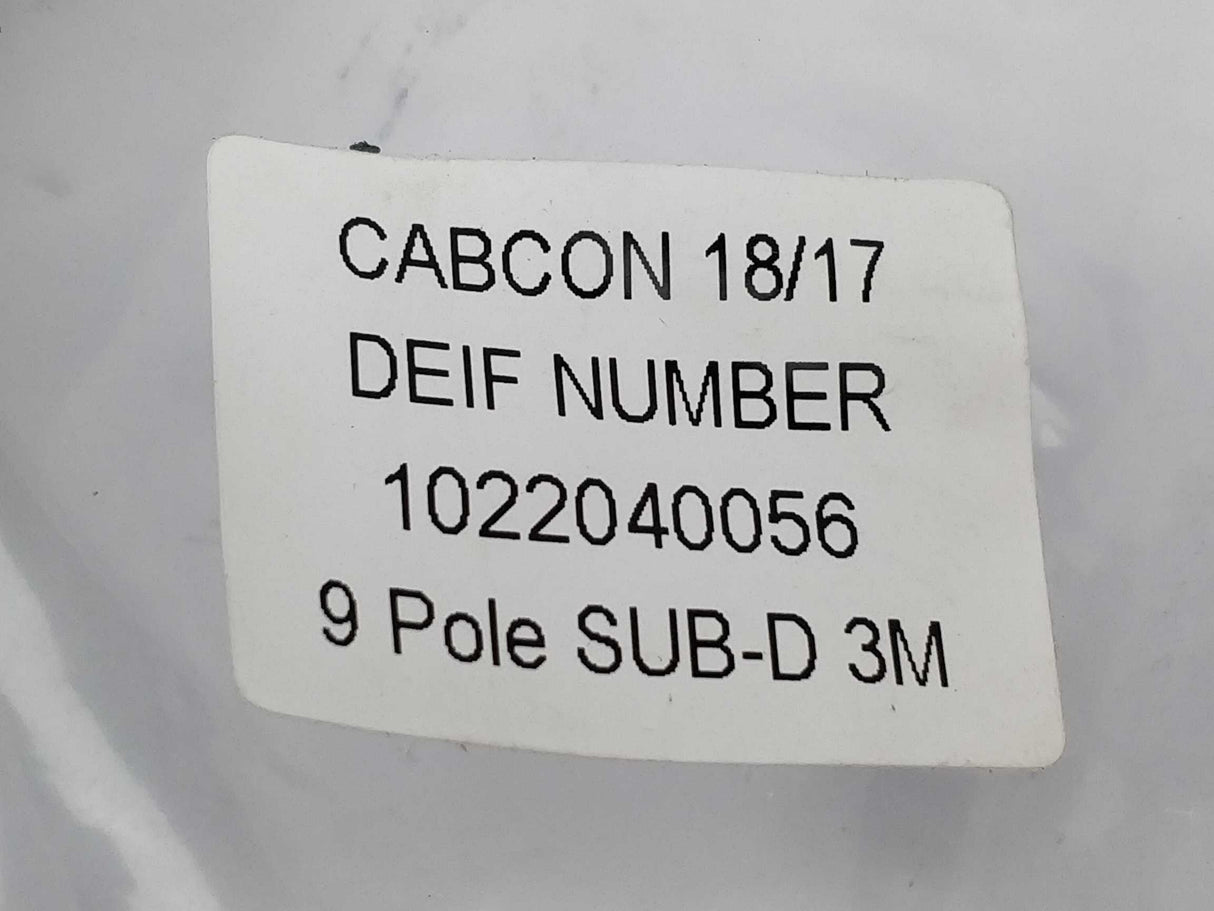 CABCON 18/17
DEIF NUMBER
1022040056
9 Pole SUB-D 3M